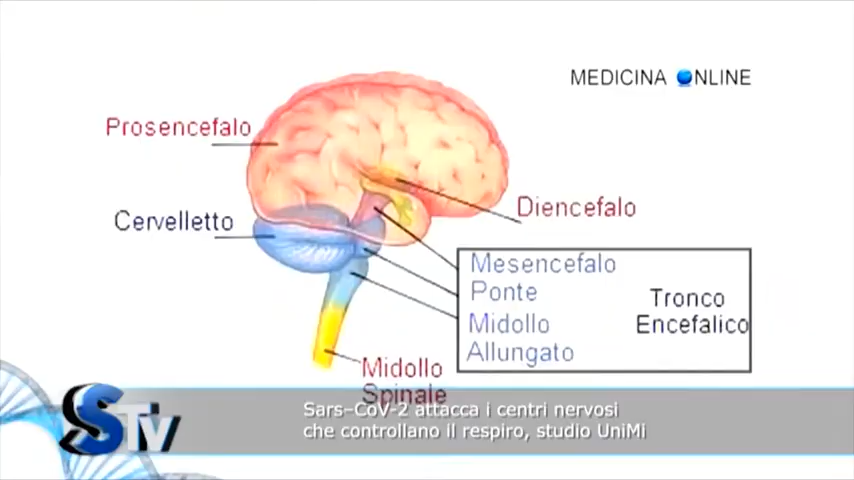 MEDICINA ONLINE
Prosencefalo
Cervelletto
Diencefalo
Mesencefalo
Ponte
Midollo
Allungato
Tronco
Encefalico
Midollo
Spinale
STv
Sars-CoV-2 attacca i centri nervosi
che controllano il respiro, studio UniMi